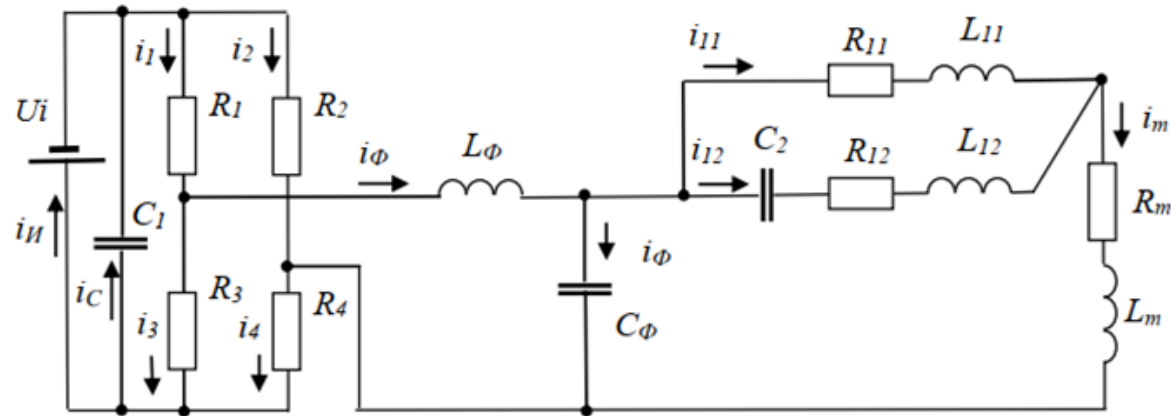 i1
i2
i11
R11
L11
Ui
R1
R2
iФ
LФ
i12
C2
R12
L12
im
Rm
iИ
C1
iC
R3
R4
iФ
CФ
Lm
i3
i4